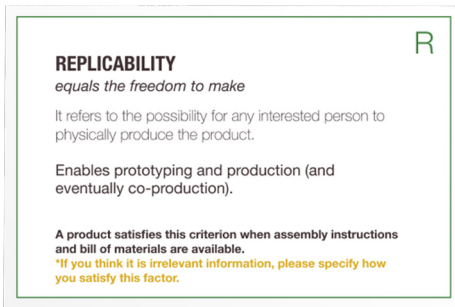 R
REPLICABILITY
equals the freedom to make
It refers to the possibility for any interested person to
physically produce the product.
Enables prototyping and production (and
eventually co-production).
A product satisfies this criterion when assembly instructions
and bill of materials are available.
*If you think it is irrelevant information, please specify how
you satisfy this factor.